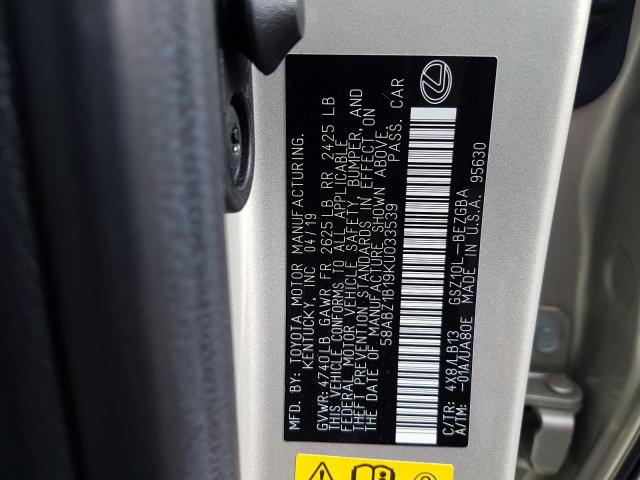 MFD. BY: TOYOTA MOTOR MANUFACTURING.
KENTUCKY, INC 04/19
GVWR: 4740 LB GAWR FR 2625 LB RR 2425 LB
THIS VEHICLE CONFORMS TO ALL APPLICABLE
FEDERAL MOTOR VEHICLE SAFETY, BUMPER, AND
THEFT PREVENTION STANDARDS IN EFFECT ON
THE DATE OF MANUFACTURE SHOWN ABOVE.
58ABZ1B19KU033539 PASS. CAR
C/TR: 4X8/LB13 GSZ10L-BEZGBA
A/TM: -01A/UA80E MADE IN U.S.A. 95630